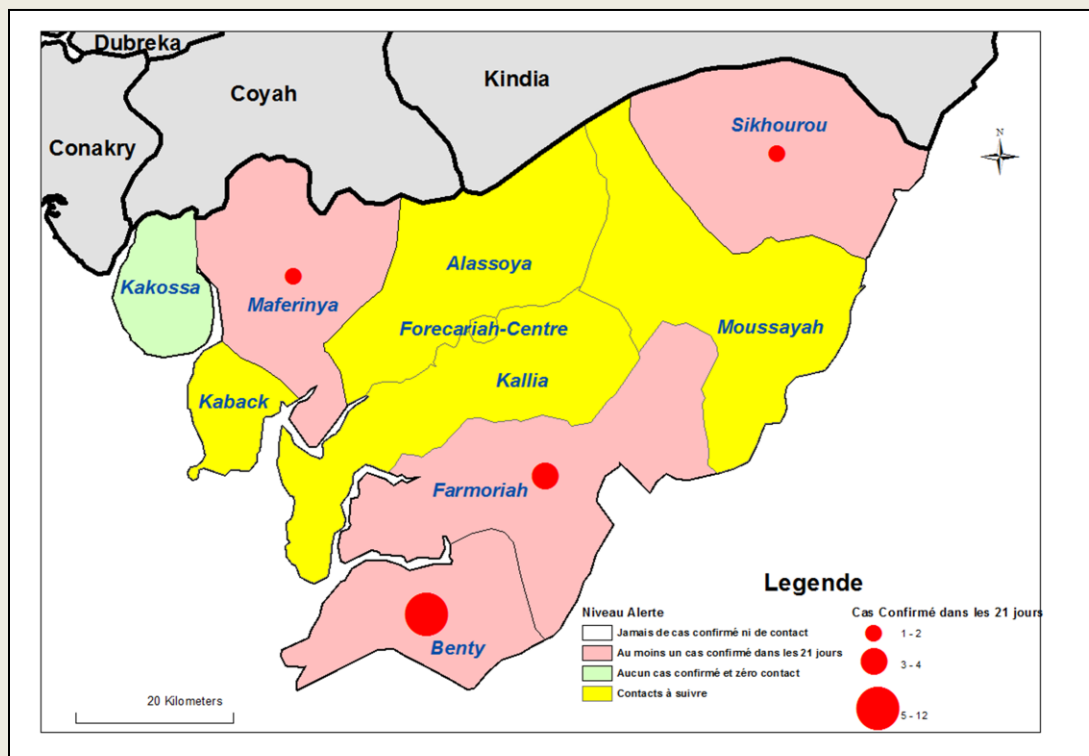 Dubreka
Coyah
Kindia
Conakry
Sikhourou
N
Kakossa
Maferinya
Alassoya
Forecariah-Centre
Moussayah
Kaback
Kallia
Farmoriah
Benty
Legende
Niveau Alerte
Jamais de cas confirmé ni de contact
Au moins un cas confirmé dans les 21 jours
Aucun cas confirmé et zéro contact
Contacts à suivre
Cas Confirmé dans les 21 jours
1 - 2
3 - 4
5 - 12
20 Kilometers